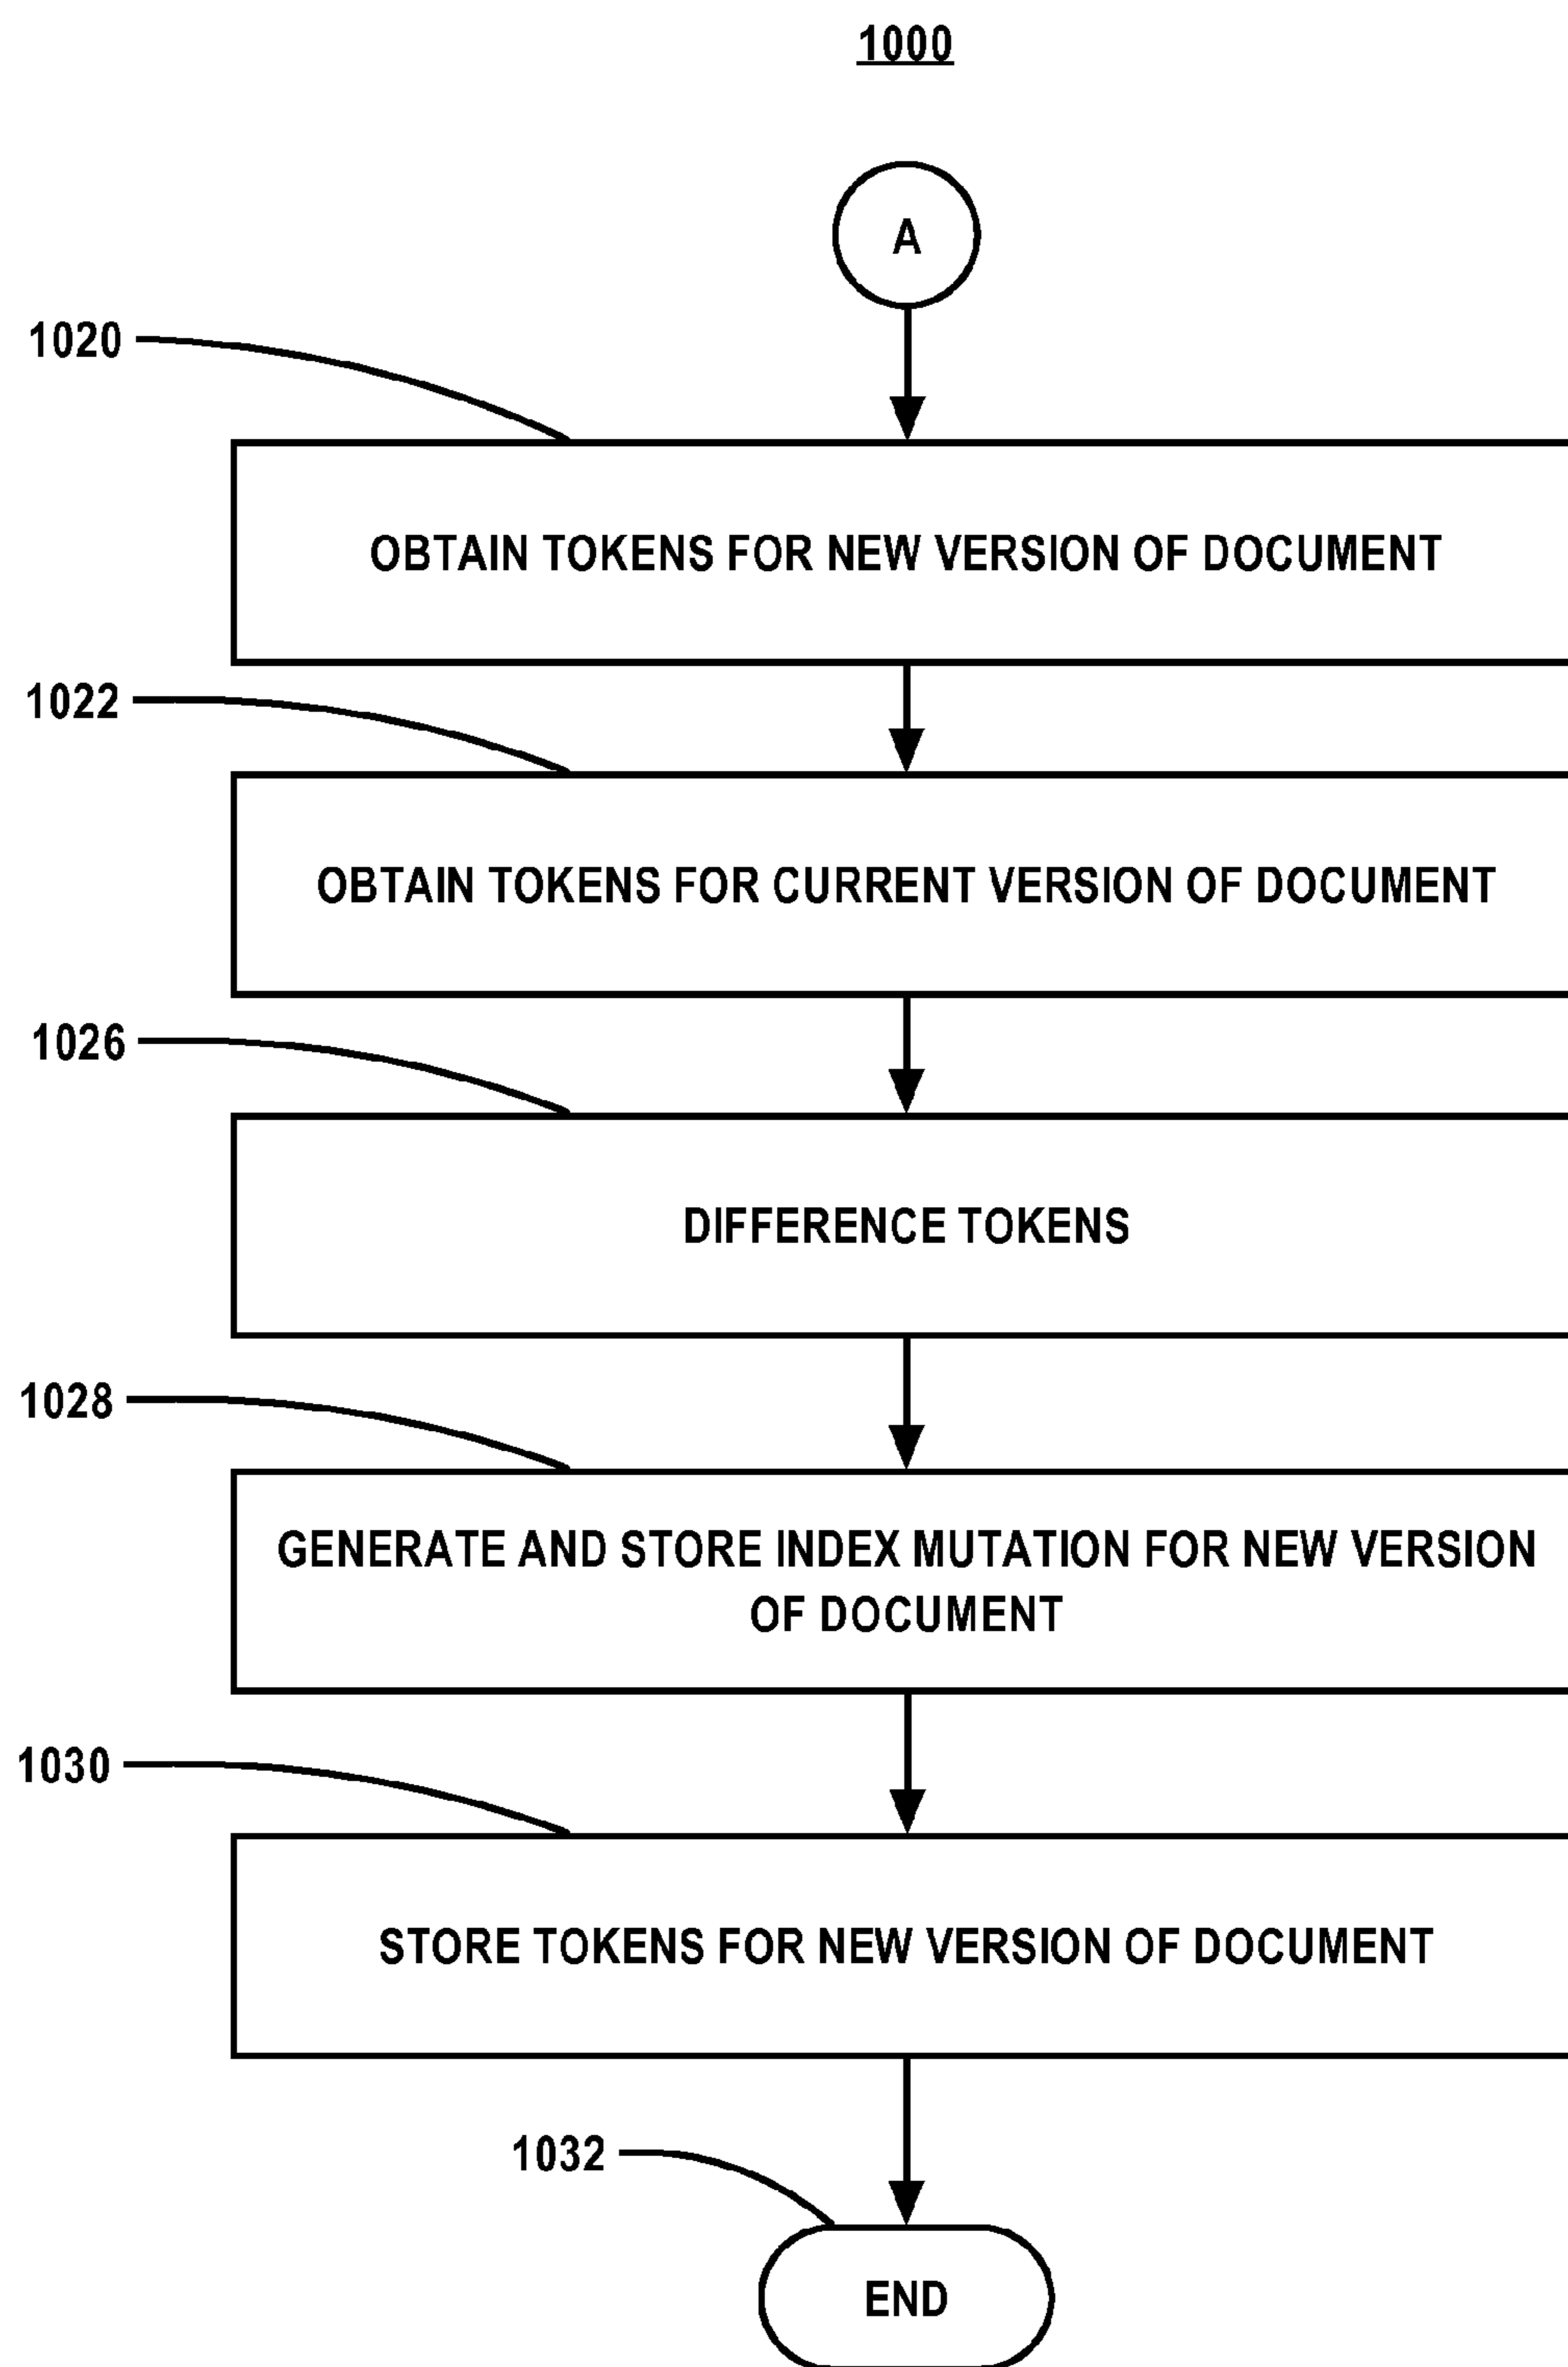 1000
A
1020
OBTAIN TOKENS FOR NEW VERSION OF DOCUMENT
1022
OBTAIN TOKENS FOR CURRENT VERSION OF DOCUMENT
1026
DIFFERENCE TOKENS
1028
GENERATE AND STORE INDEX MUTATION FOR NEW VERSION
OF DOCUMENT
1030
STORE TOKENS FOR NEW VERSION OF DOCUMENT
1032
END